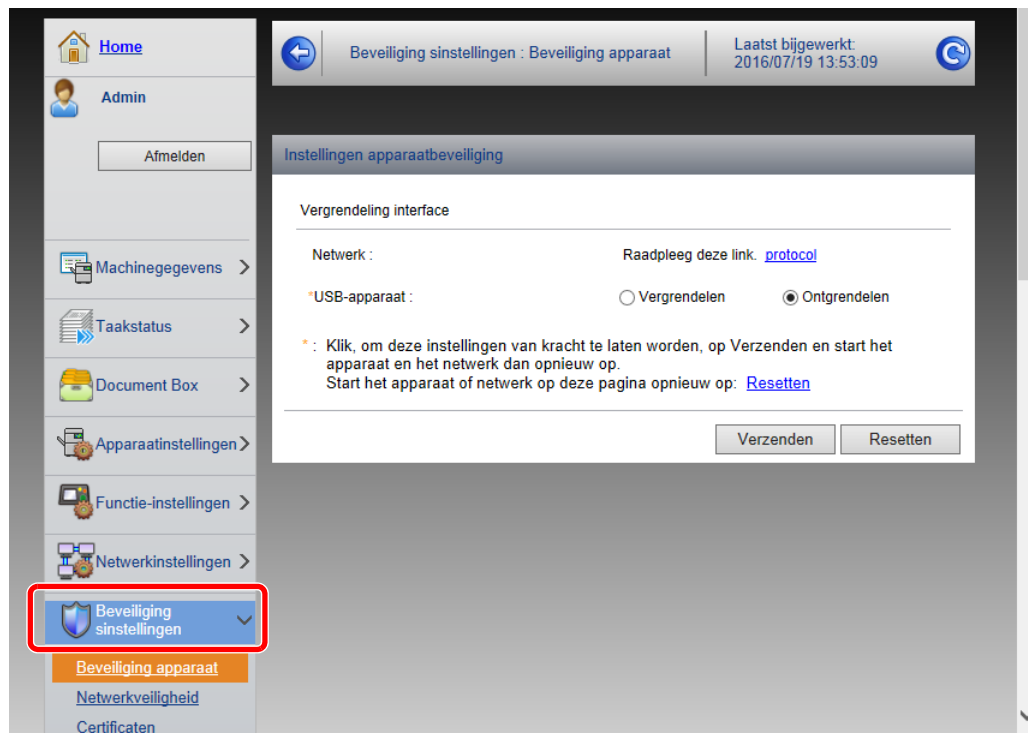 Home
Admin
Afmelden
Machinegegevens
Taakstatus
Document Box
Apparaatinstellingen
Functie-instellingen
Netwerkinstellingen
Beveiliging
sinstellingen
Beveiliging apparaat
Netwerkveiligheid
Certificaten
Beveiliging sinstellingen : Beveiliging apparaat
Laatst bijgewerkt:
2016/07/19 13:53:09
Instellingen apparaatbeveiliging
Vergrendeling interface
Netwerk : Raadpleeg deze link. protocol
*USB-apparaat : Vergrendelen Ontgrendelen
* : Klik, om deze instellingen van kracht te laten worden, op Verzenden en start het
apparaat en het netwerk dan opnieuw op.
Start het apparaat of netwerk op deze pagina opnieuw op: Resetten
Verzenden Resetten